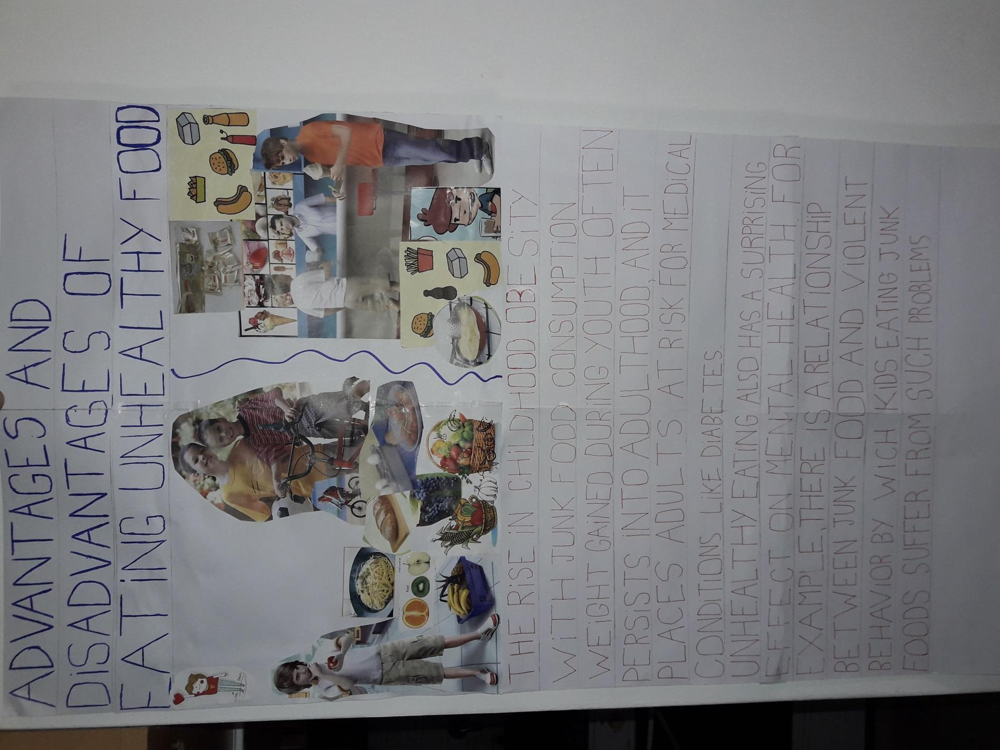 ADVANTAGES AND
DiSADVANTAGES OF
EATiNG UNHEALTHY FOOD
THE RiSE IN CHiLDHOOD OBESiTY
WiTH JUNK FOOD CONSUMPTiON
WEiGHT GAiNED DURiNG YOUTH OFTEN
PERSiSTS iNTO ADULTHOOD, AND iT
PLACES ADULTS AT RiSK FOR MEDiCAL
CONDiTiONS LiKE DiABETES.
UNHEALTHY EATiNG ALSO HAS A SURPRiSiNG
EFFECT ON MENTAL HEALTH. FOR
EXAMPLE, THERE iS A RELATiONSHiP
BETWEEN JUNK FOOD AND ViOLENT
BEHAViOR BY WiCH KiDS EATiNG JUNK
FOODS SUFFER FROM SUCH PROBLEMS
Kiwi